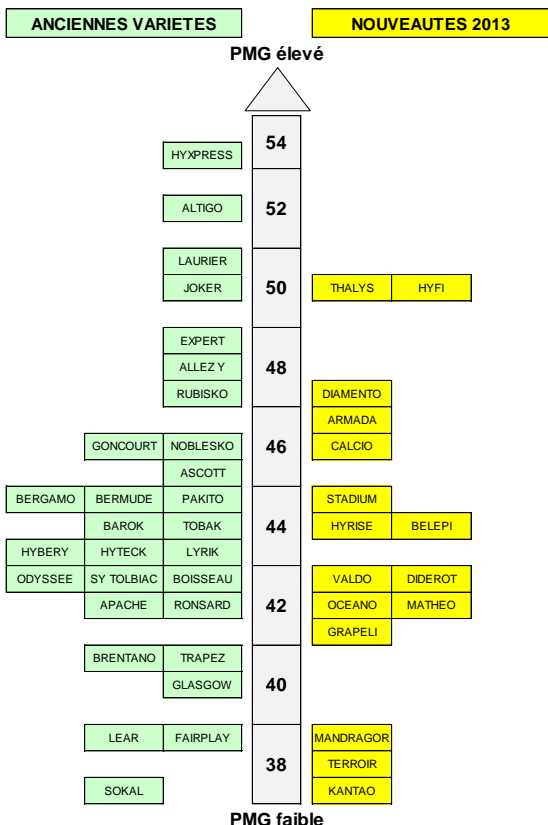 ANCIENNES VARIETES NOUVEAUTES 2013
PMG élevé
54
HYXPRESS
ALTIGO 52
LAURIER
JOKER 50 THALYS HYFI
EXPERT
ALLEZ Y 48
RUBISKO DIAMENTO
ARMADA
GONCOURT NOBLESKO 46 CALCIO
ASCOTT
BERGAMO BERMUDE PAKITO STADIUM
BAROK TOBAK 44 HYRISE BELEPI
HYBERY HYTECK LYRIK
ODYSSEE SY TOLBIAC BOISSEAU VALDO DIDEROT
APACHE RONSARD 42 OCEANO MATHEO
GRAPELI
BRENTANO TRAPEZ
GLASGOW 40
LEAR FAIRPLAY MANDRAGOR
38 TERROIR
SOKAL KANTAO
PMG faible